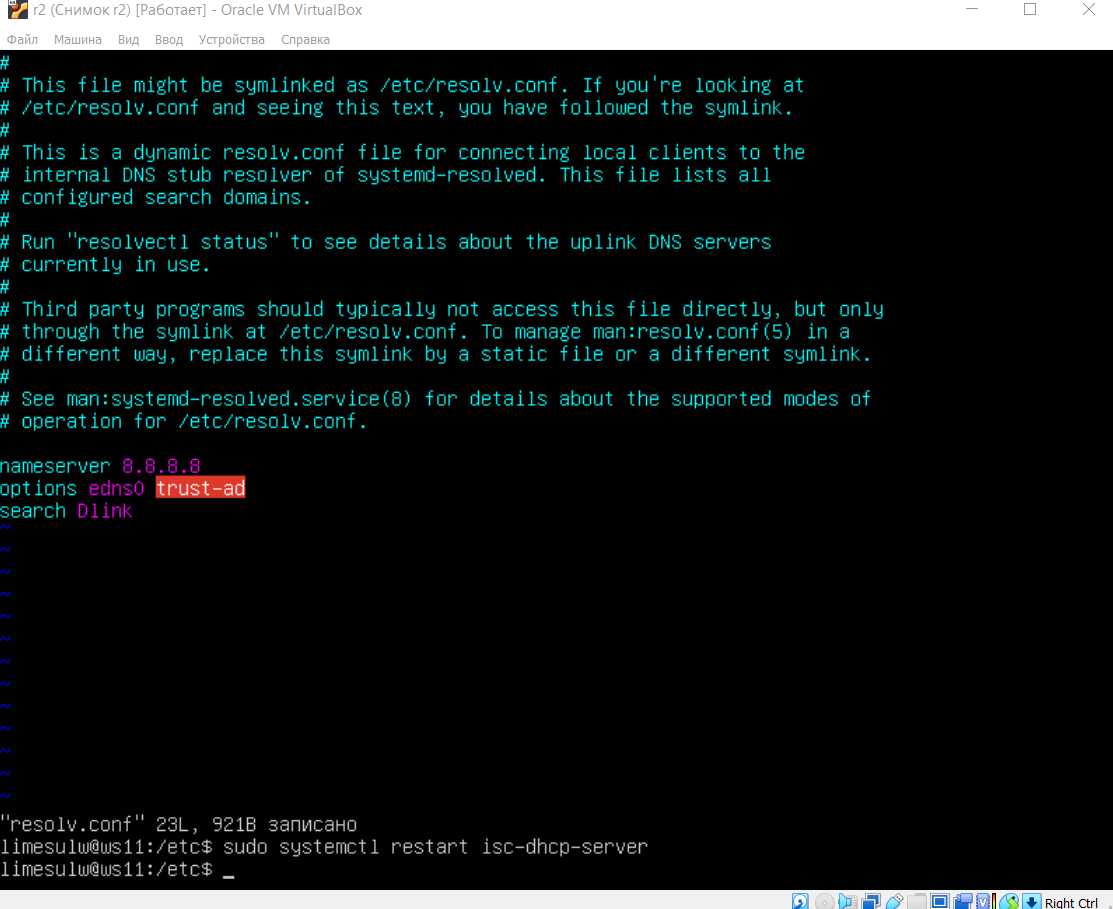 r2 (Снимок r2) [Работает] - Oracle VM VirtualBox
Файл Машина Вид Ввод Устройства Справка
#
# This file might be symlinked as /etc/resolv.conf. If you're looking at
# /etc/resolv.conf and seeing this text, you have followed the symlink.
#
# This is a dynamic resolv.conf file for connecting local clients to the
# internal DNS stub resolver of systemd-resolved. This file lists all
# configured search domains.
#
# Run "resolvectl status" to see details about the uplink DNS servers
# currently in use.
#
# Third party programs should typically not access this file directly, but only
# through the symlink at /etc/resolv.conf. To manage man:resolv.conf(5) in a
# different way, replace this symlink by a static file or a different symlink.
#
# See man:systemd-resolved.service(8) for details about the supported modes of
# operation for /etc/resolv.conf.
nameserver 8.8.8.8
options edns0 trust-ad
search Dlink
~
~
~
~
~
~
~
~
~
~
~
~
~
"resolv.conf" 23L, 921B записано
limesulw@ws11:/etc$ sudo systemctl restart isc-dhcp-server
limesulw@ws11:/etc$ _
Right Ctrl